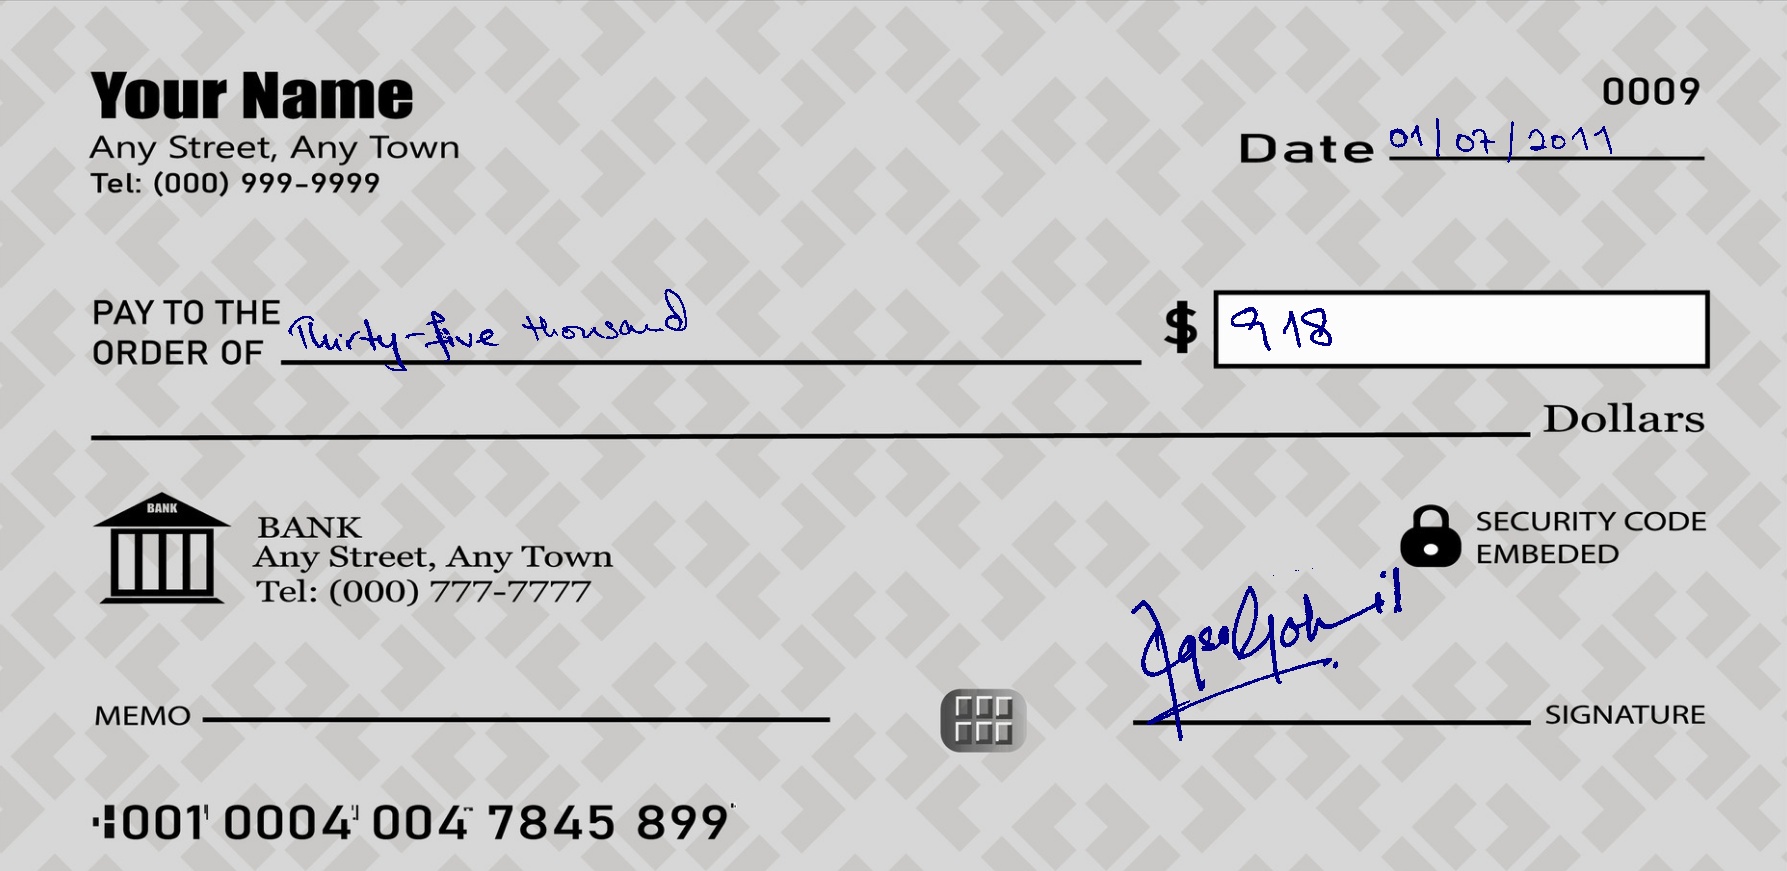 Your Name
Any Street, Any Town
Tel: (000) 999-9999
0009
Date 01/07/2011
PAY TO THE
ORDER OF Thirty-five thousand
$ 918
Dollars
BANK
BANK
Any Street, Any Town
Tel: (000) 777-7777
SECURITY CODE
EMBEDED
MEMO
SIGNATURE
001 0004 004 7845 899